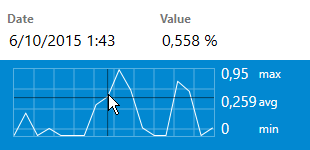 Date Value
6/10/2015 1:43 0,558 %
0,95 max
0,259 avg
0 min